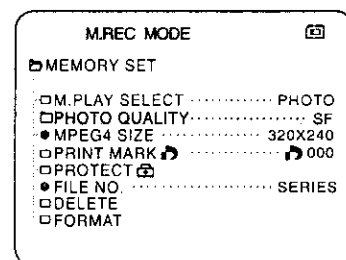 M.REC MODE
MEMORY SET
M.PLAY SELECT ············ PHOTO
PHOTO QUALITY ················ SF
MPEG4 SIZE ··········· 320X240
PRINT MARK ············ 000
PROTECT
FILE NO. ····················· SERIES
DELETE
FORMAT